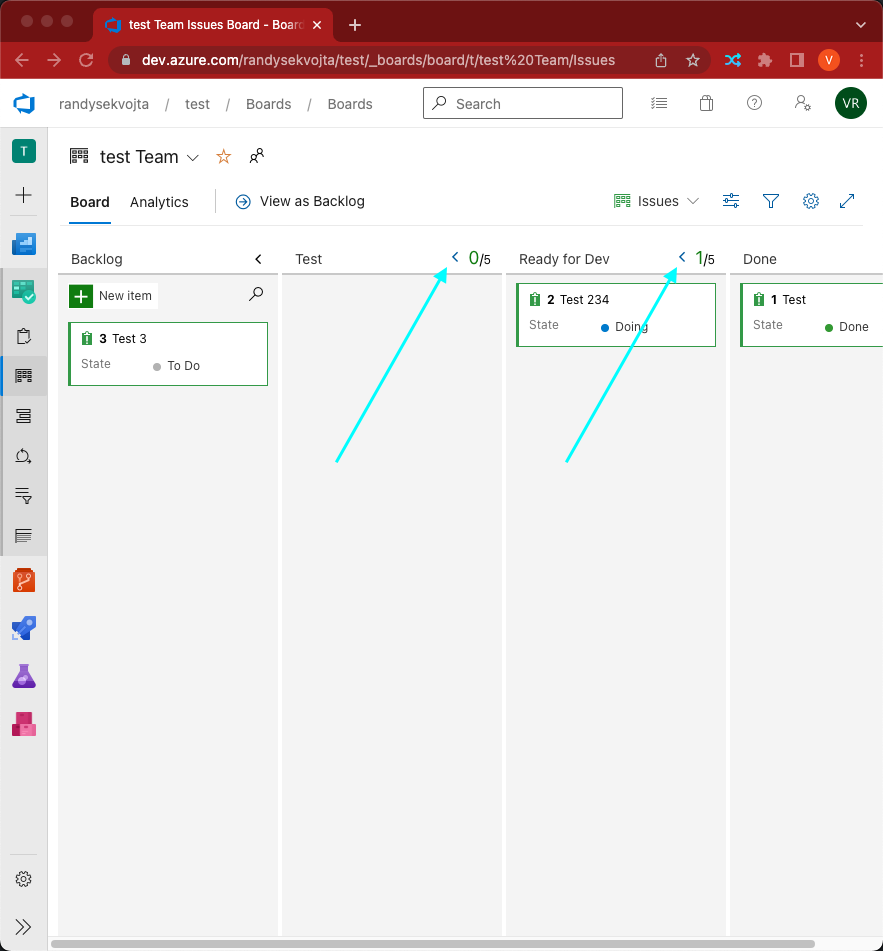 test Team Issues Board - Boar
dev.azure.com/randysekvojta/test/_boards/board/t/test%20Team/Issues
V
randysekvojta / test / Boards / Boards
Search
VR
T
test Team
Board
Analytics
View as Backlog
Issues
Backlog
Test
0/5
Ready for Dev
1/5
Done
New item
3 Test 3
State
To Do
2 Test 234
State
Doing
1 Test
State
Done